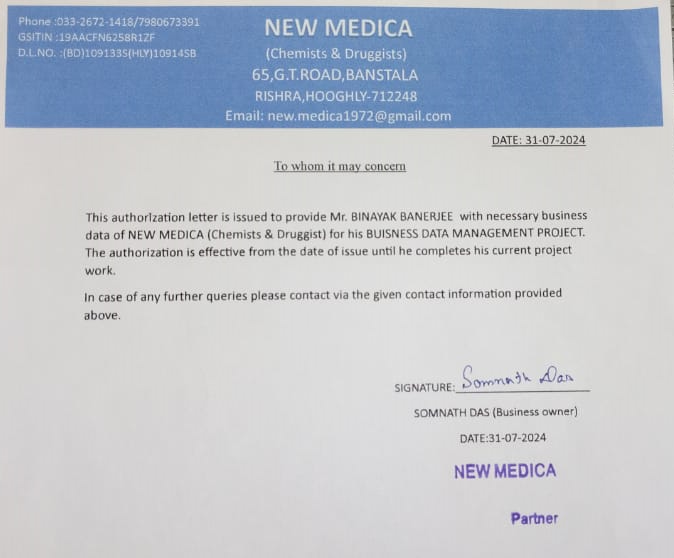 Phone :033-2672-1418/7980673391
GSITIN :19AACFN6258R1ZF
D.L.NO. :(BD)109133S(HLY)10914SB
NEW MEDICA
(Chemists & Druggists)
65,G.T.ROAD,BANSTALA
RISHRA,HOOGHLY-712248
Email: new.medica1972@gmail.com
DATE: 31-07-2024
To whom it may concern
This authorIzation letter is issued to provide Mr. BINAYAK BANERJEE with necessary business
data of NEW MEDICA (Chemists & Druggist) for his BUISNESS DATA MANAGEMENT PROJECT.
The authorization is effective from the date of issue until he completes his current project
work.
In case of any further queries please contact via the given contact information provided
above.
SIGNATURE: Somnath Das
SOMNATH DAS (Business owner)
DATE:31-07-2024
NEW MEDICA
Partner